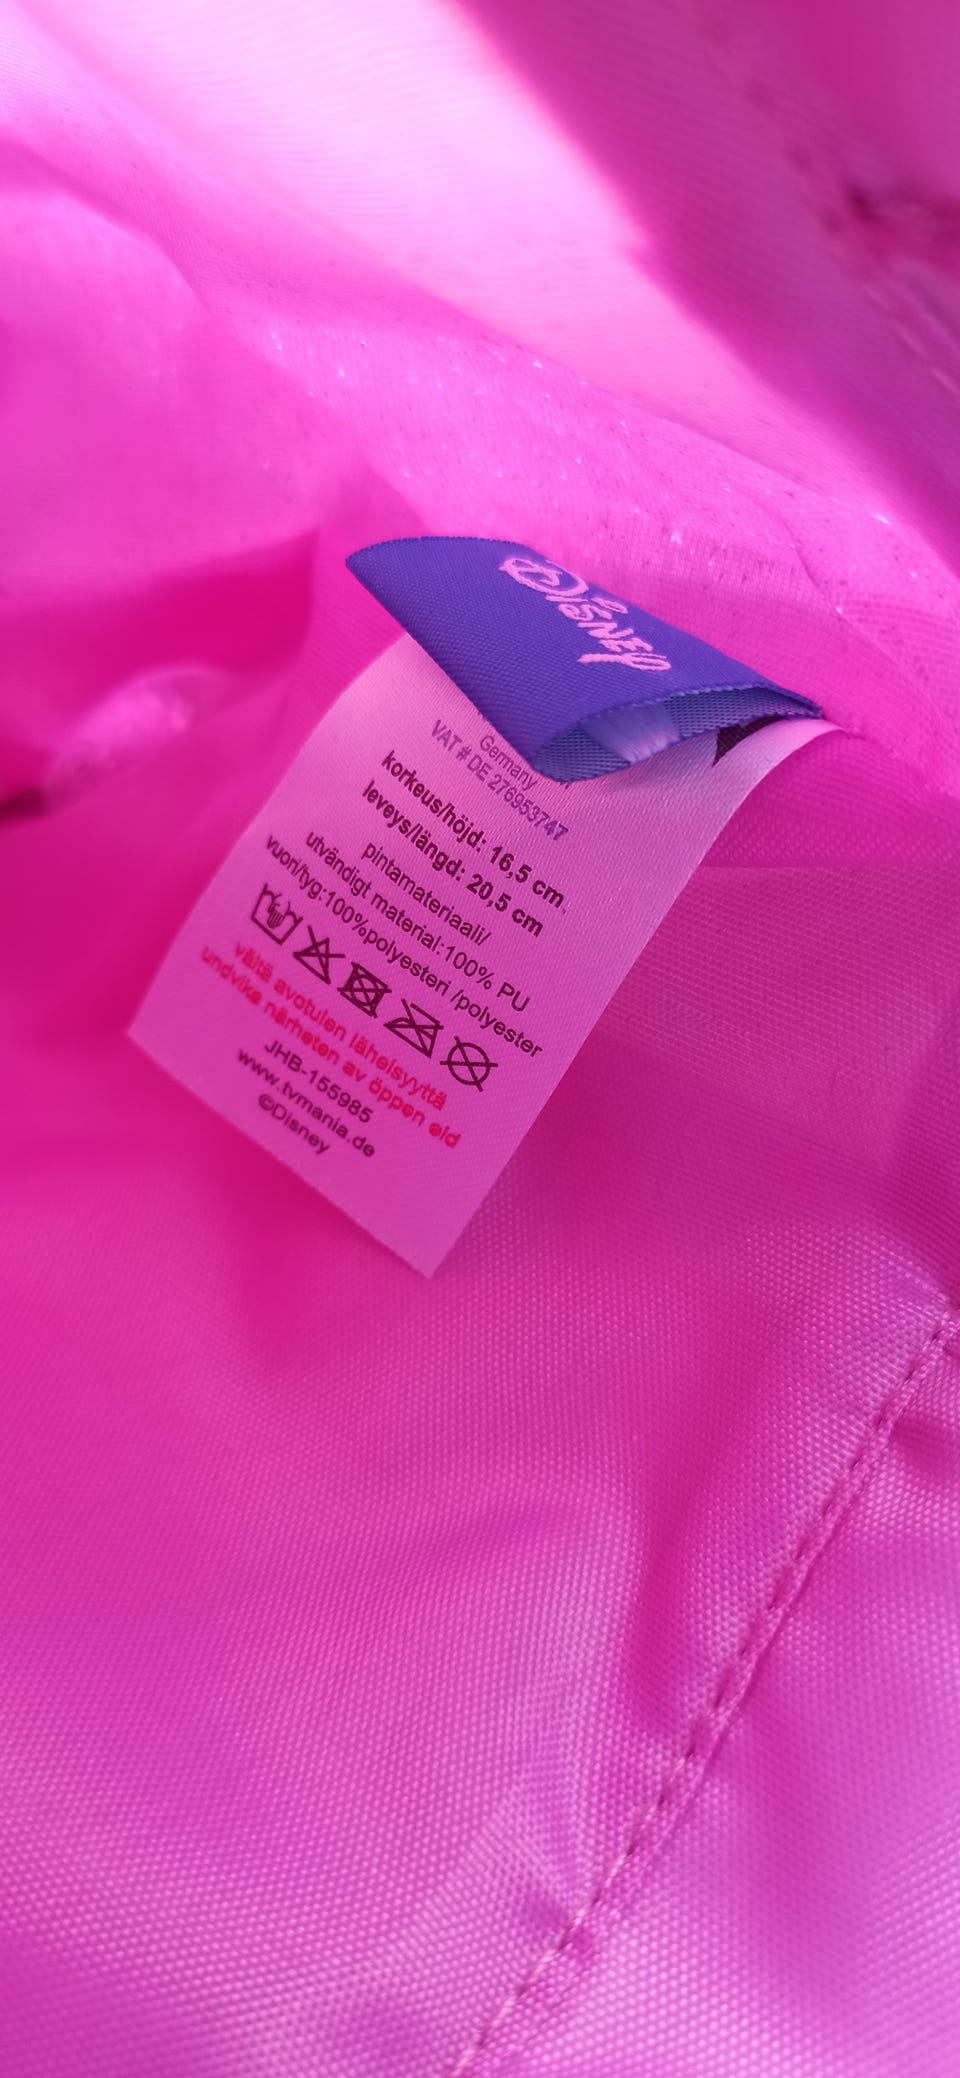 Disney
Germany
VAT # DE 276953747
korkeus/höjd: 16,5 cm
leveys/längd: 20,5 cm
pintamateriaali/
utvändigt material:100% PU
vuori/tyg:100%polyesteri /polyester
vältä avotulen läheisyyttä
undvika närheten av öppen eld
JHB-155985
www.tvmania.de
©Disney